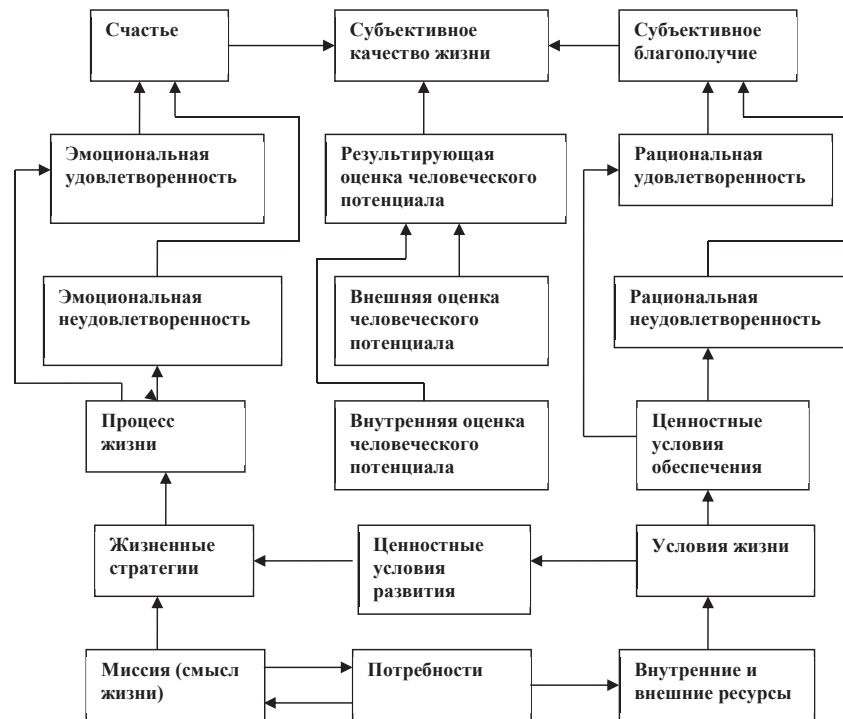 Счастье
Субъективное
качество жизни
Субъективное
благополучие
Эмоциональная
удовлетворенность
Результирующая
оценка человеческого
потенциала
Рациональная
удовлетворенность
Эмоциональная
неудовлетворенность
Внешняя оценка
человеческого
потенциала
Рациональная
неудовлетворенность
Процесс
жизни
Внутренняя оценка
человеческого
потенциала
Ценностные
условия
обеспечения
Жизненные
стратегии
Ценностные
условия
развития
Условия жизни
Миссия (смысл
жизни)
Потребности
Внутренние и
внешние ресурсы